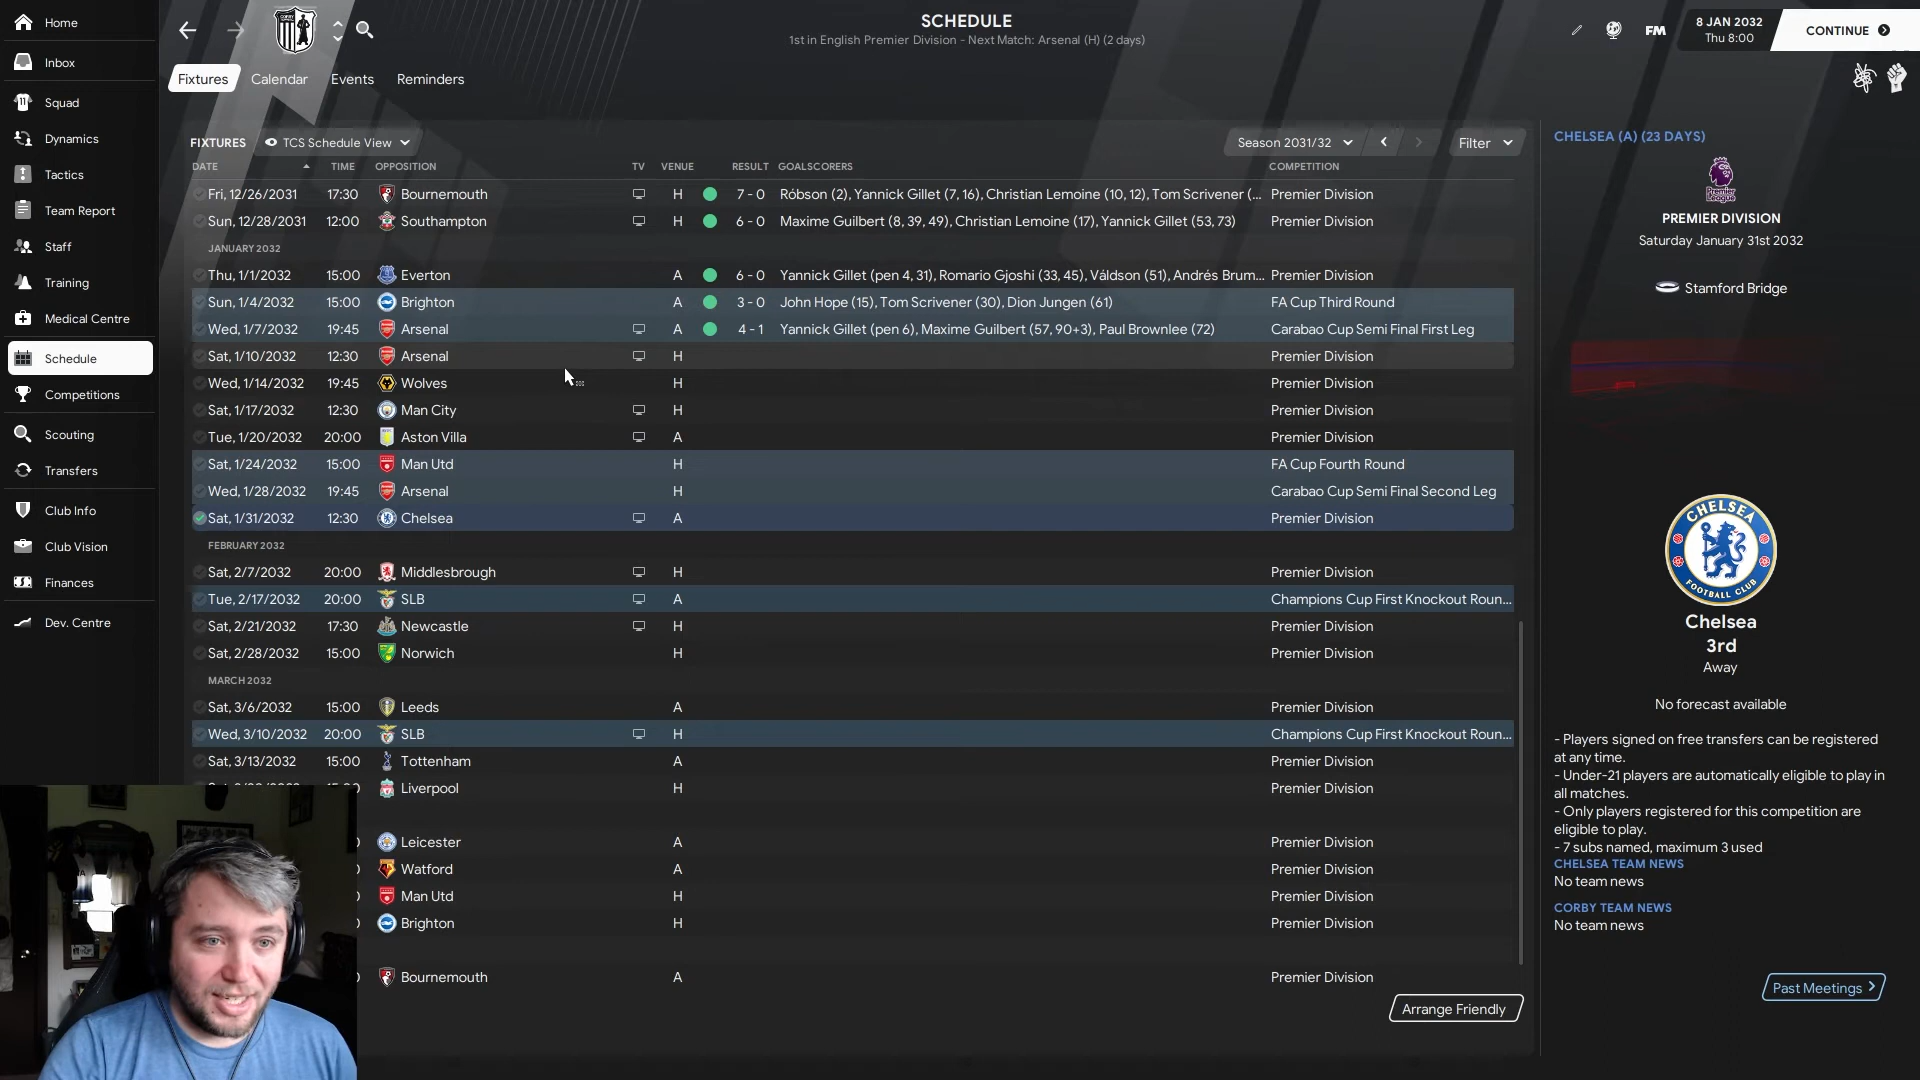 Home
Inbox
Squad
Dynamics
Tactics
Team Report
Staff
Training
Medical Centre
Schedule
Competitions
Scouting
Transfers
Club Info
Club Vision
Finances
Dev. Centre
SCHEDULE
1st in English Premier Division - Next Match: Arsenal (H) (2 days)
FM
8 JAN 2032
Thu 8:00
CONTINUE
Fixtures Calendar Events Reminders
FIXTURES TCS Schedule View Season 2031/32 Filter
DATE TIME OPPOSITION TV VENUE RESULT GOALSCORERS COMPETITION
Fri, 12/26/2031 17:30 Bournemouth H 7 - 0 Róbson (2), Yannick Gillet (7, 16), Christian Lemoine (10, 12), Tom Scrivener (... Premier Division
Sun, 12/28/2031 12:00 Southampton H 6 - 0 Maxime Guilbert (8, 39, 49), Christian Lemoine (17), Yannick Gillet (53, 73) Premier Division
JANUARY 2032
Thu, 1/1/2032 15:00 Everton A 6 - 0 Yannick Gillet (pen 4, 31), Romario Gjoshi (33, 45), Váldson (51), Andrés Brum... Premier Division
Sun, 1/4/2032 15:00 Brighton A 3 - 0 John Hope (15), Tom Scrivener (30), Dion Jungen (61) FA Cup Third Round
Wed, 1/7/2032 19:45 Arsenal A 4 - 1 Yannick Gillet (pen 6), Maxime Guilbert (57, 90+3), Paul Brownlee (72) Carabao Cup Semi Final First Leg
Sat, 1/10/2032 12:30 Arsenal H Premier Division
Wed, 1/14/2032 19:45 Wolves H Premier Division
Sat, 1/17/2032 12:30 Man City H Premier Division
Tue, 1/20/2032 20:00 Aston Villa A Premier Division
Sat, 1/24/2032 15:00 Man Utd H FA Cup Fourth Round
Wed, 1/28/2032 19:45 Arsenal H Carabao Cup Semi Final Second Leg
Sat, 1/31/2032 12:30 Chelsea A Premier Division
FEBRUARY 2032
Sat, 2/7/2032 20:00 Middlesbrough H Premier Division
Tue, 2/17/2032 20:00 SLB A Champions Cup First Knockout Roun...
Sat, 2/21/2032 17:30 Newcastle H Premier Division
Sat, 2/28/2032 15:00 Norwich H Premier Division
MARCH 2032
Sat, 3/6/2032 15:00 Leeds A Premier Division
Wed, 3/10/2032 20:00 SLB H Champions Cup First Knockout Roun...
Sat, 3/13/2032 15:00 Tottenham A Premier Division
Liverpool H Premier Division
Leicester A Premier Division
Watford A Premier Division
Man Utd H Premier Division
Brighton H Premier Division
Bournemouth A Premier Division
Arrange Friendly
CHELSEA (A) (23 DAYS)
Premier League
PREMIER DIVISION
Saturday January 31st 2032
Stamford Bridge
CHELSEA
FOOTBALL CLUB
Chelsea
3rd
Away
No forecast available
- Players signed on free transfers can be registered
at any time.
- Under-21 players are automatically eligible to play in
all matches.
- Only players registered for this competition are
eligible to play.
- 7 subs named, maximum 3 used
CHELSEA TEAM NEWS
No team news
CORBY TEAM NEWS
No team news
Past Meetings